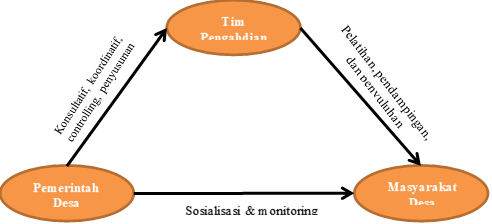 Tim
Pengabdian
Konsultatif, koordinatif,
controlling, penyusunan
Pelatihan, pendampingan,
dan penyuluhan
Pemerintah
Desa
Masyarakat
Desa
Sosialisasi & monitoring